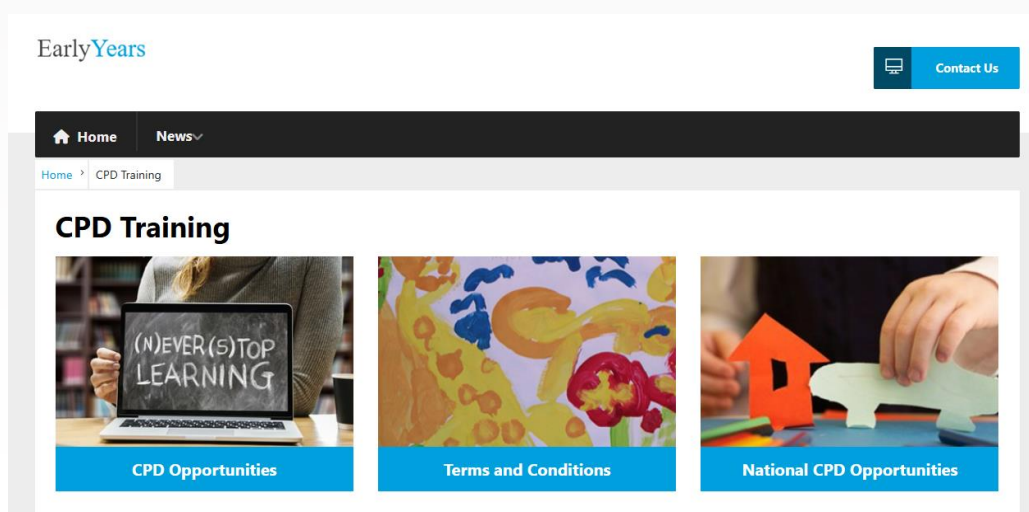 EarlyYears
Contact Us
Home
News
Home
CPD Training
CPD Training
(N)EVER(S)TOP
LEARNING
CPD Opportunities
Terms and Conditions
National CPD Opportunities